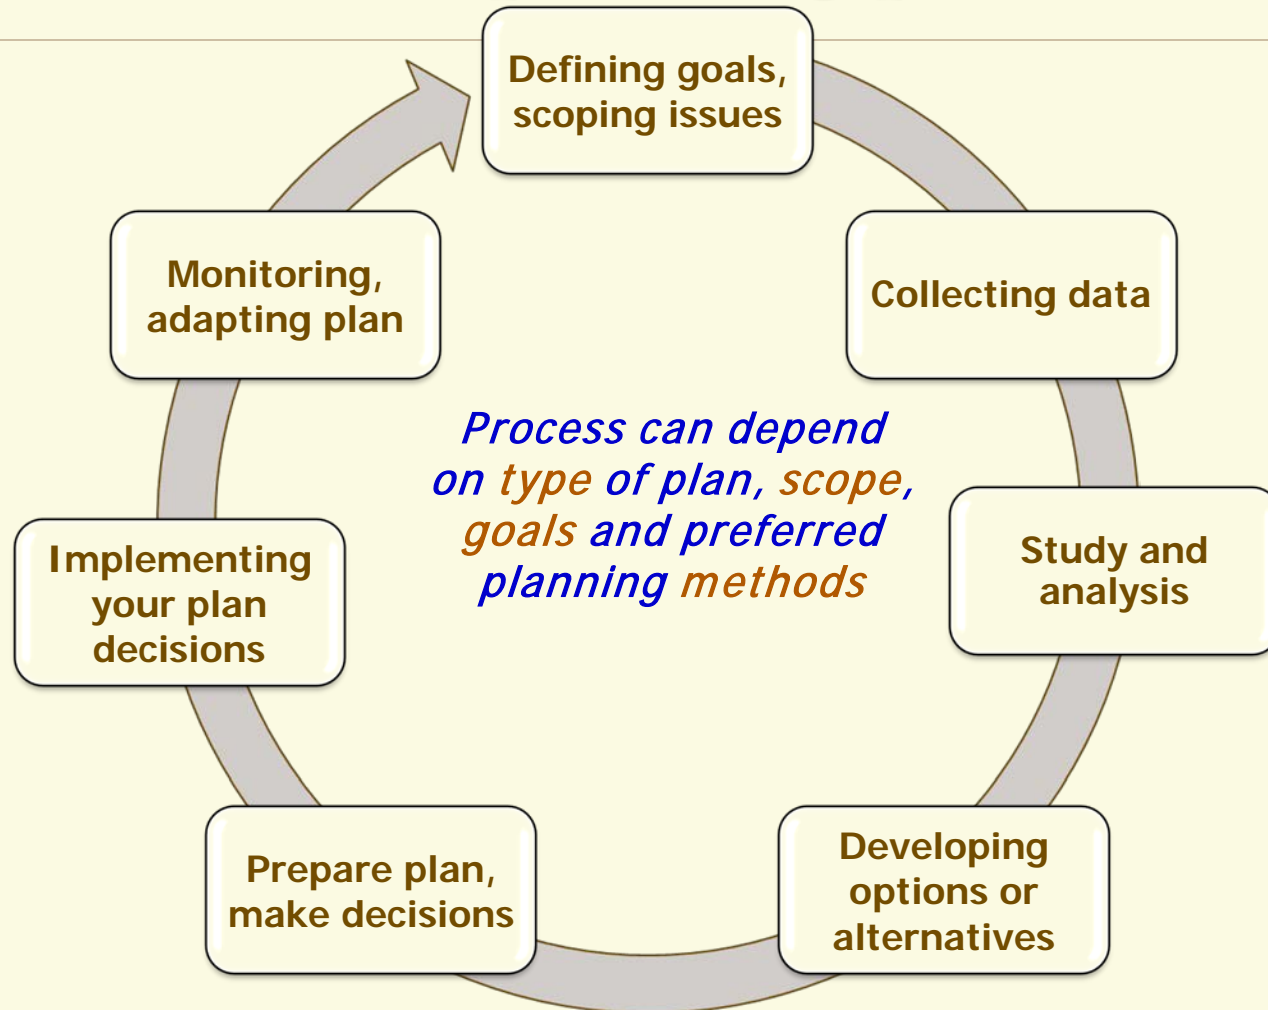 Defining goals,
scoping issues
Collecting data
Study and
analysis
Developing
options or
alternatives
Prepare plan,
make decisions
Implementing
your plan
decisions
Monitoring,
adapting plan
Process can depend
on type of plan, scope,
goals and preferred
planning methods